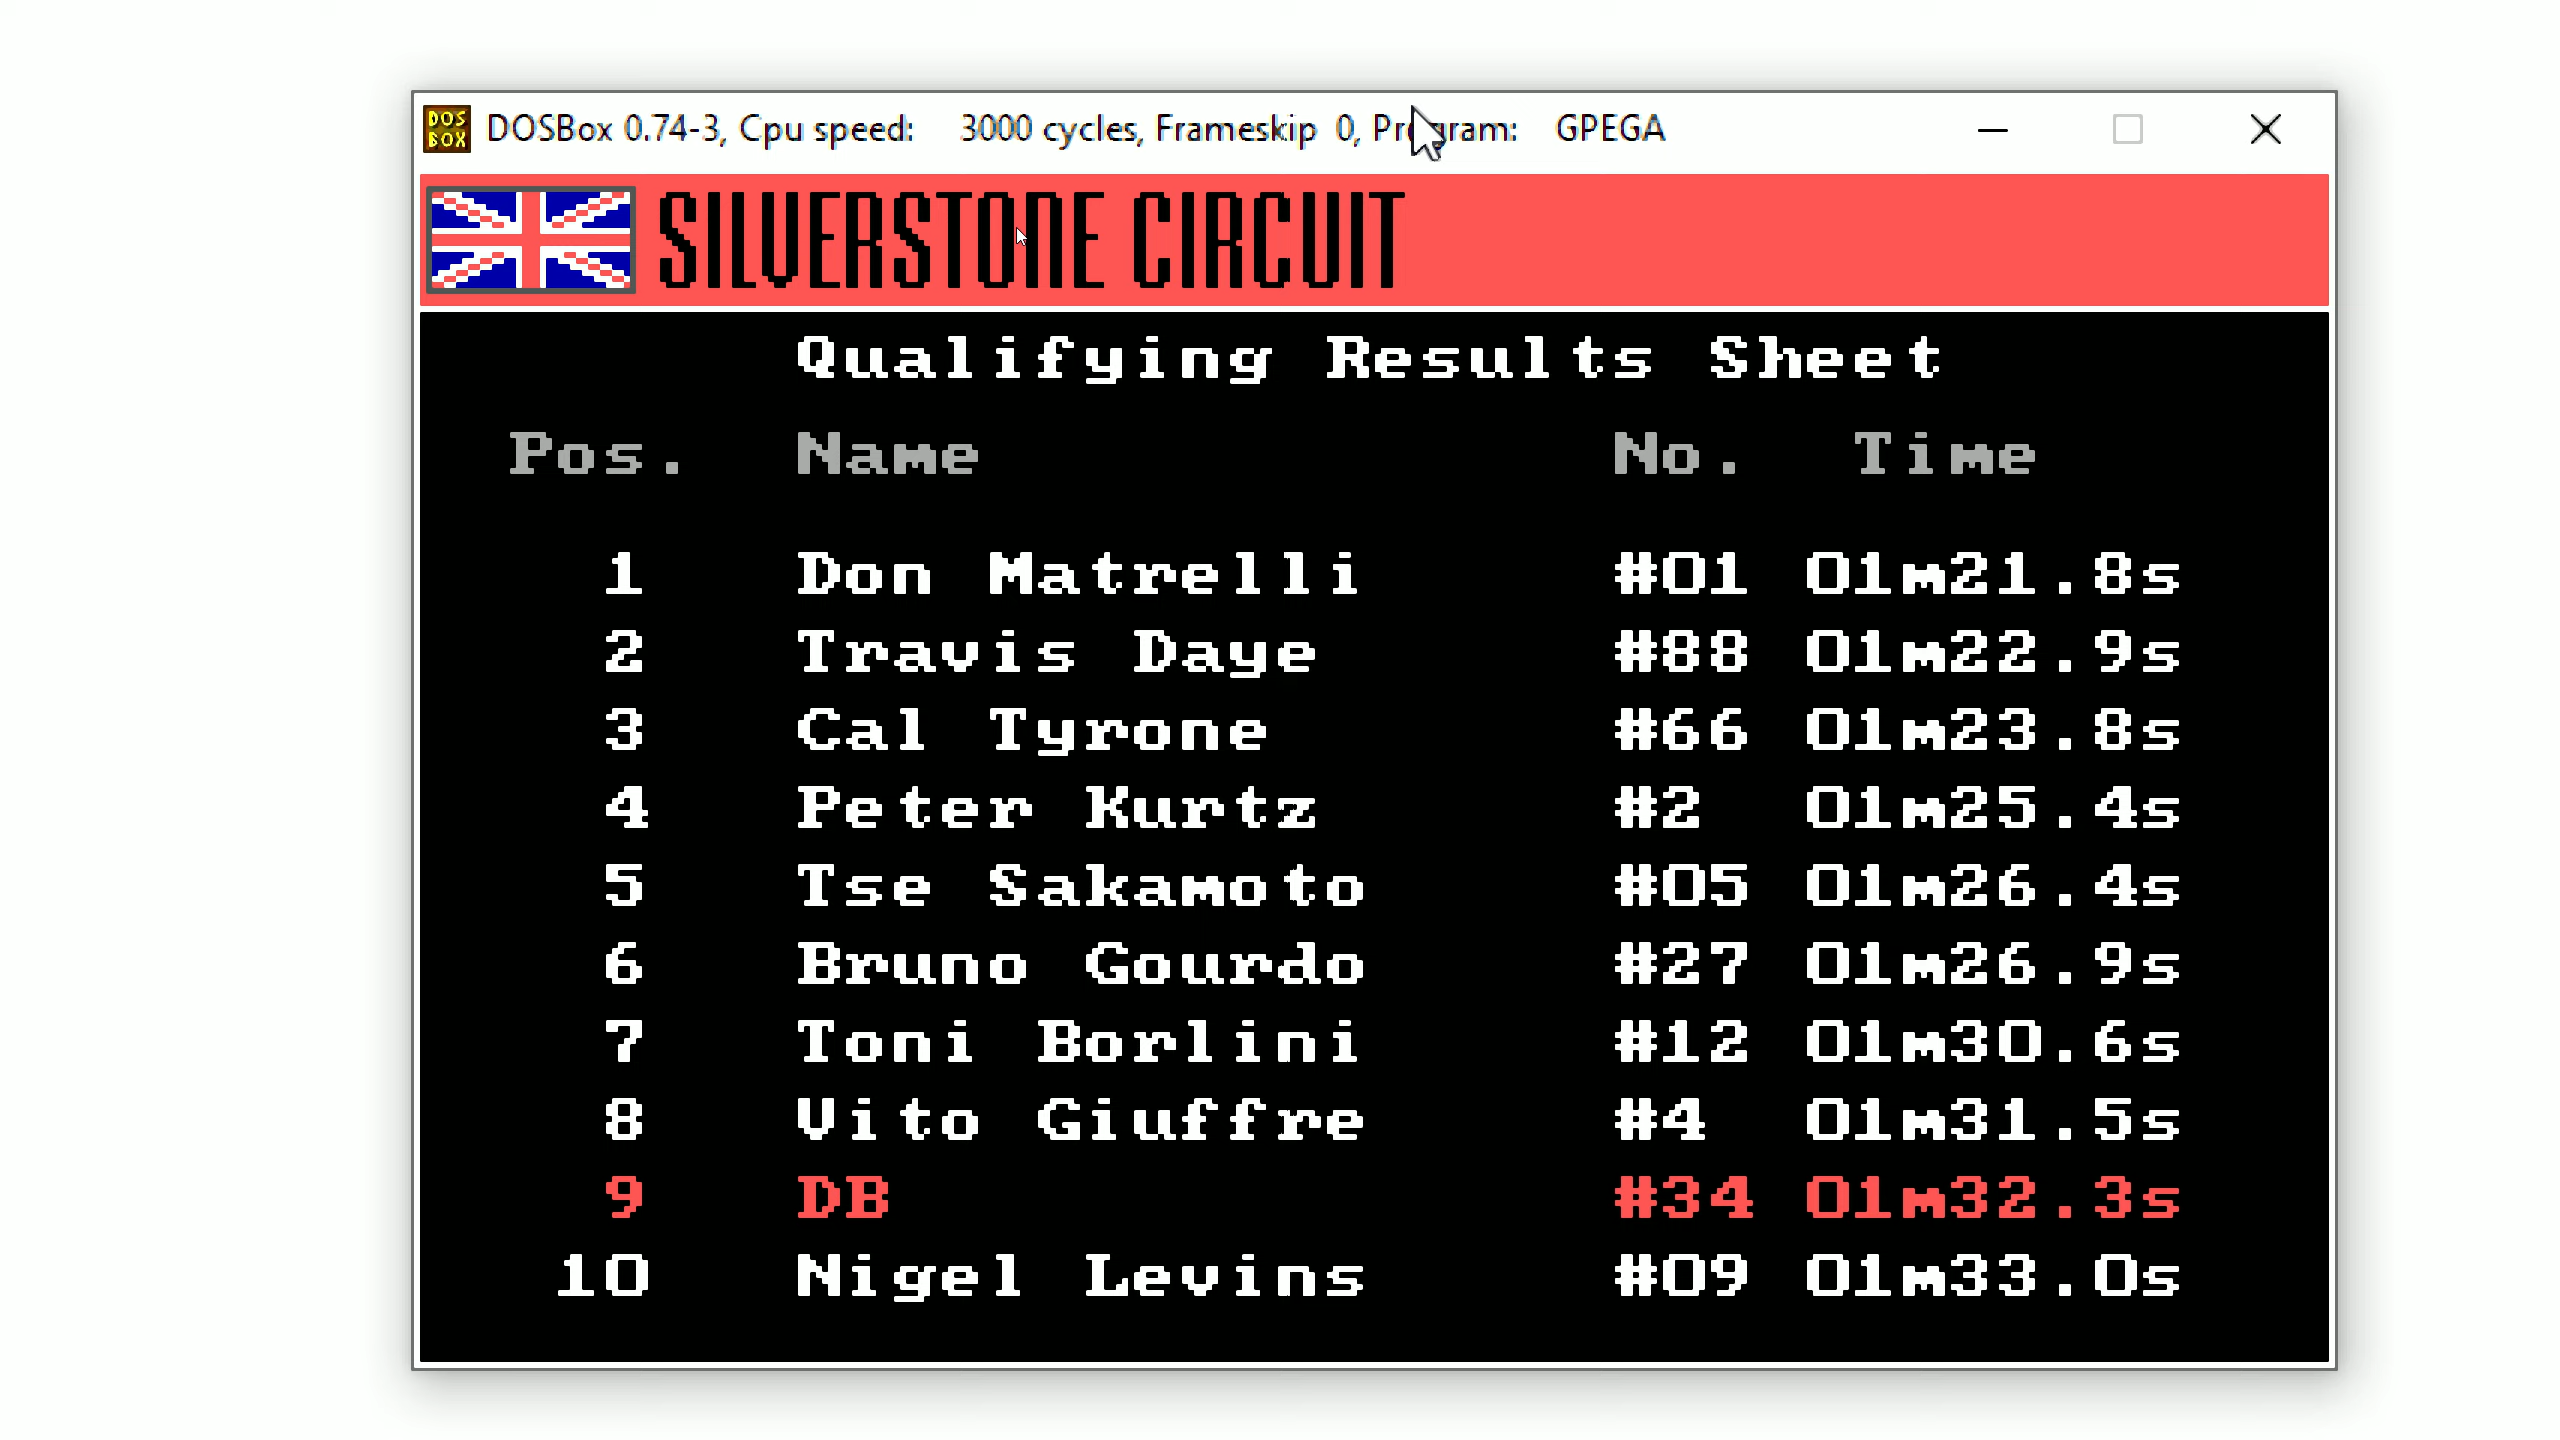 DOS BOX DOSBox 0.74-3, Cpu speed: 3000 cycles, Frameskip 0, Program: GPEGA
SILVERSTONE CIRCUIT
Qualifying Results Sheet
Pos. Name No. Time
1 Don Matrelli #01 01m21.8s
2 Travis Daye #88 01m22.9s
3 Cal Tyrone #66 01m23.8s
4 Peter Kurtz #2 01m25.4s
5 Tse Sakamoto #05 01m26.4s
6 Bruno Gourdo #27 01m26.9s
7 Toni Borlini #12 01m30.6s
8 Vito Giuffre #4 01m31.5s
9 DB #34 01m32.3s
10 Nigel Levins #09 01m33.0s